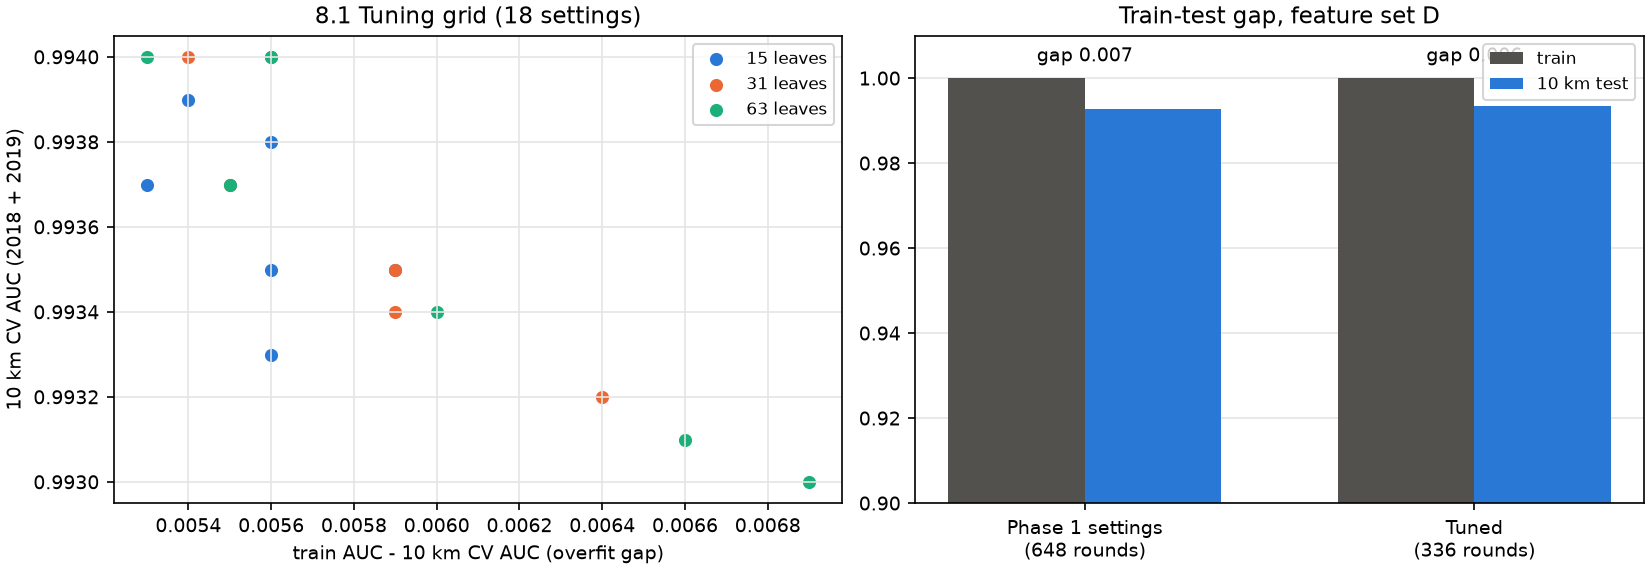 8.1 Tuning grid (18 settings)
10 km CV AUC (2018 + 2019)
0.9940
0.9938
0.9936
0.9934
0.9932
0.9930
15 leaves
31 leaves
63 leaves
0.0054 0.0056 0.0058 0.0060 0.0062 0.0064 0.0066 0.0068
train AUC - 10 km CV AUC (overfit gap)
Train-test gap, feature set D
gap 0.007
gap 0.006
train
10 km test
1.00
0.98
0.96
0.94
0.92
0.90
Phase 1 settings
(648 rounds)
Tuned
(336 rounds)